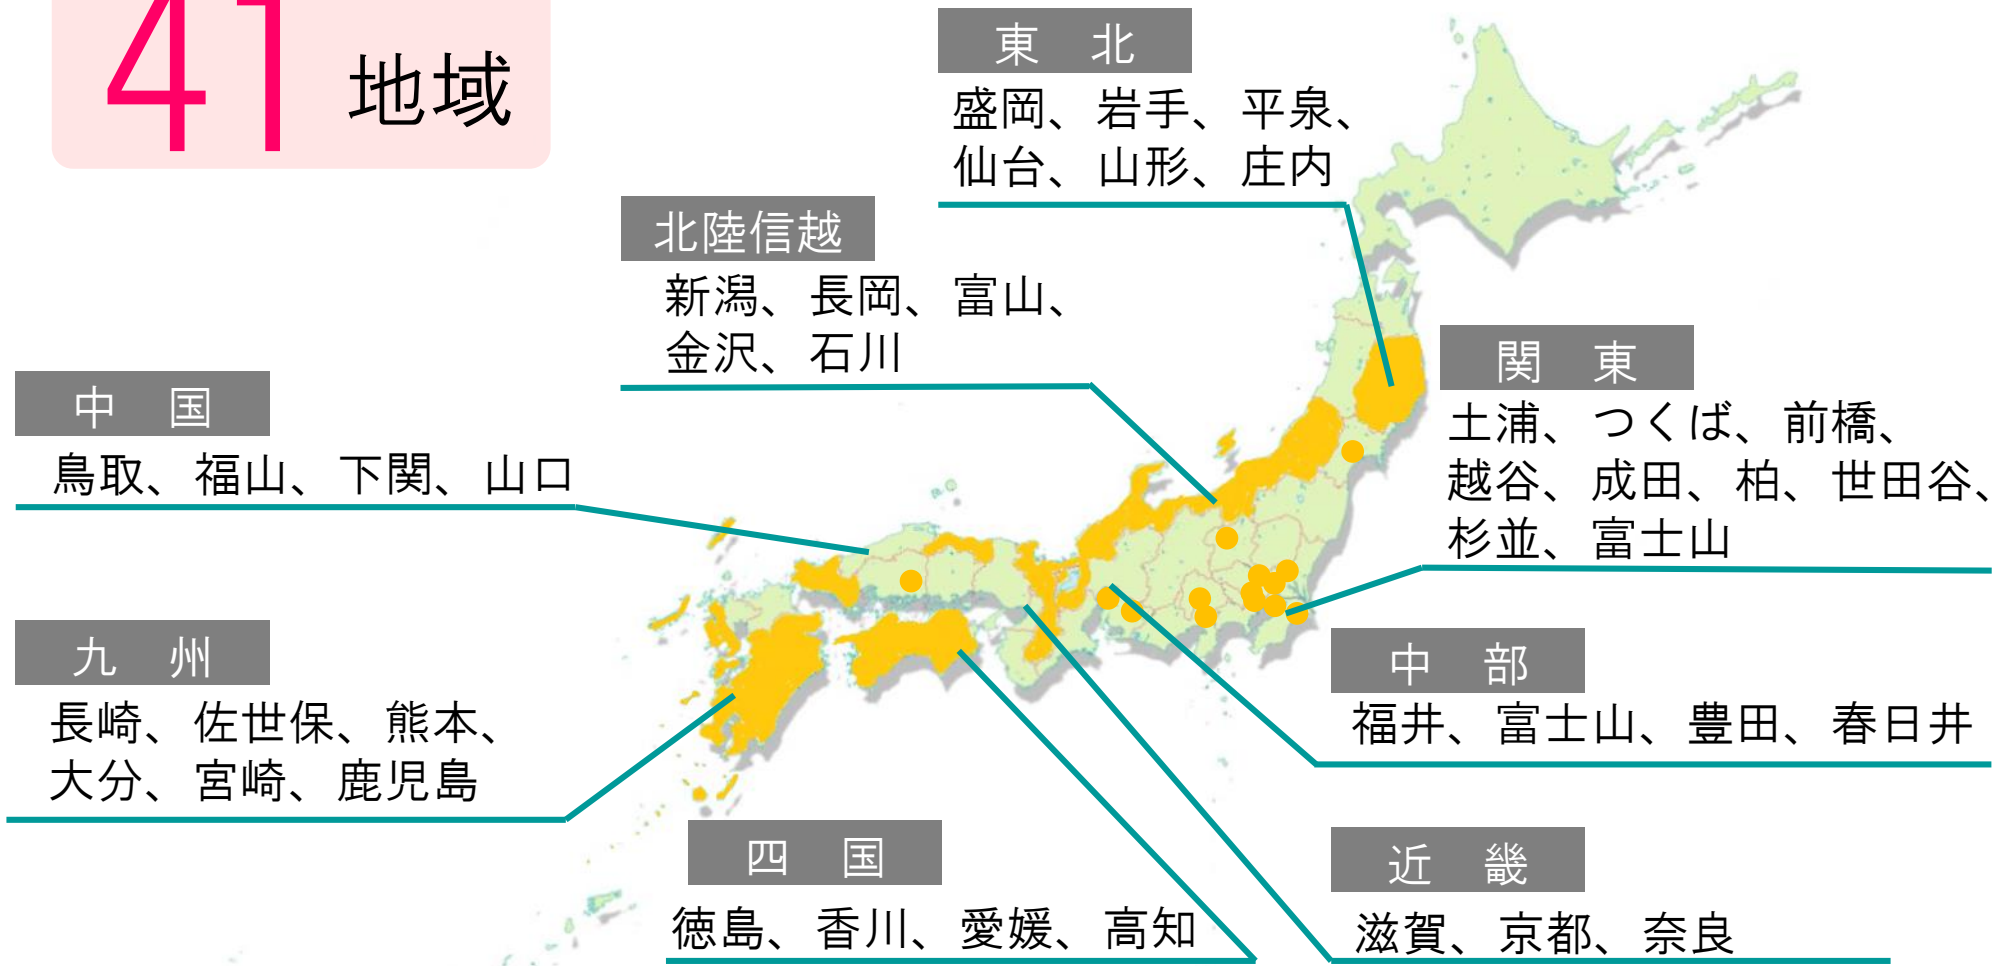 41 地域
東 北
盛岡、岩手、平泉、
仙台、山形、庄内
北陸信越
新潟、長岡、富山、
金沢、石川
関 東
土浦、つくば、前橋、
越谷、成田、柏、世田谷、
杉並、富士山
中 国
鳥取、福山、下関、山口
九 州
長崎、佐世保、熊本、
大分、宮崎、鹿児島
中 部
福井、富士山、豊田、春日井
四 国
徳島、香川、愛媛、高知
近 畿
滋賀、京都、奈良